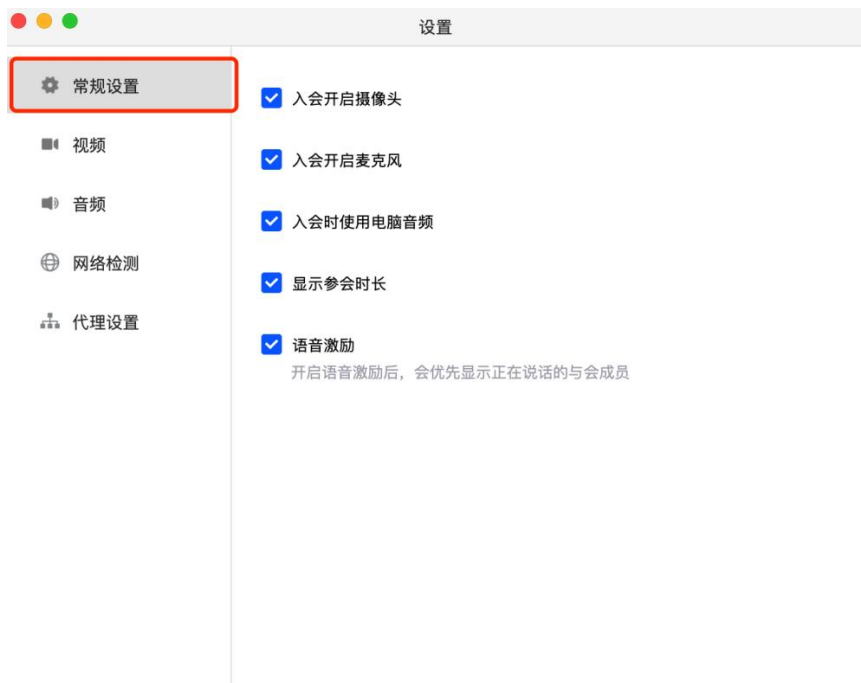 设置
常规设置
视频
音频
网络检测
代理设置
入会开启摄像头
入会开启麦克风
入会时使用电脑音频
显示参会时长
语音激励
开启语音激励后，会优先显示正在说话的与会成员